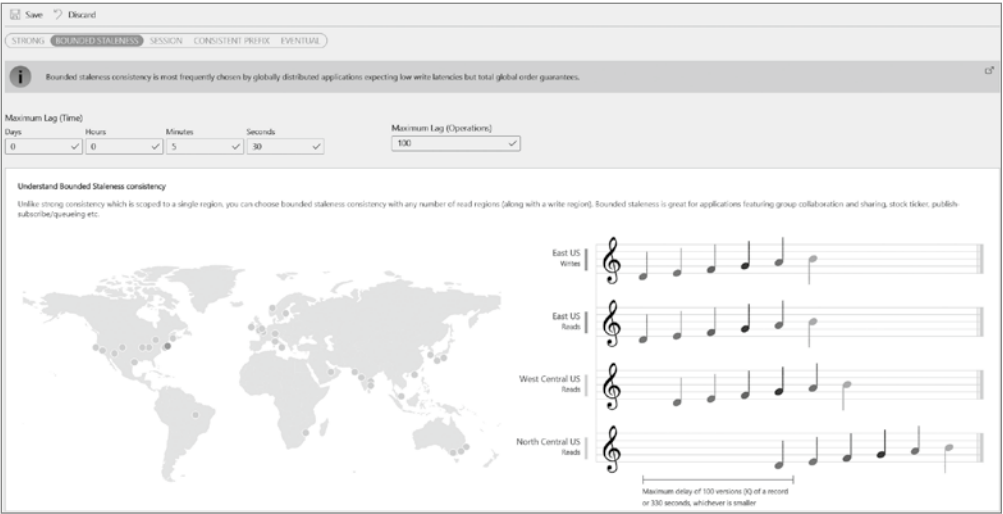 Save Discard
STRONG BOUNDED STALENESS SESSION CONSISTENT PREFIX EVENTUAL
Bounded staleness consistency is most frequently chosen by globally distributed applications expecting low write latencies but total global order guarantees.
Maximum Lag (Time)
Days Hours Minutes Seconds
0 0 5 30
Maximum Lag (Operations)
100
Understand Bounded Staleness consistency
Unlike strong consistency which is scoped to a single region, you can choose bounded staleness consistency with any number of read regions (along with a write region). Bounded staleness is great for applications featuring group collaboration and sharing, stock ticker, publish-
subscribe/queueing etc.
East US
Writes
East US
Reads
West Central US
Reads
North Central US
Reads
Maximum delay of 100 versions (K) of a record
or 330 seconds, whichever is smaller